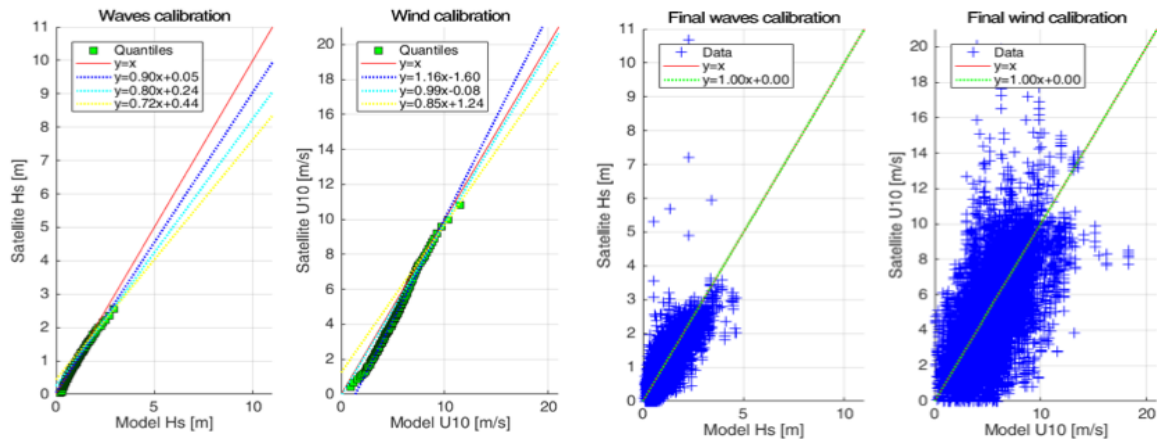 Waves calibration
11
10
9
8
7
6
5
4
3
2
1
0
Satellite Hs [m]
Quantiles
y=x
y=0.90x+0.05
y=0.80x+0.24
y=0.72x+0.44
0
5
10
Model Hs [m]
Wind calibration
20
18
16
14
12
10
8
6
4
2
0
Satellite U10 [m/s]
Quantiles
y=x
y=1.16x-1.60
y=0.99x-0.08
y=0.85x+1.24
0
10
20
Model U10 [m/s]
Final waves calibration
11
10
9
8
7
6
5
4
3
2
1
0
Satellite Hs [m]
Data
y=x
y=1.00x+0.00
0
5
10
Model Hs [m]
Final wind calibration
20
18
16
14
12
10
8
6
4
2
0
Satellite U10 [m/s]
Data
y=x
y=1.00x+0.00
0
10
20
Model U10 [m/s]